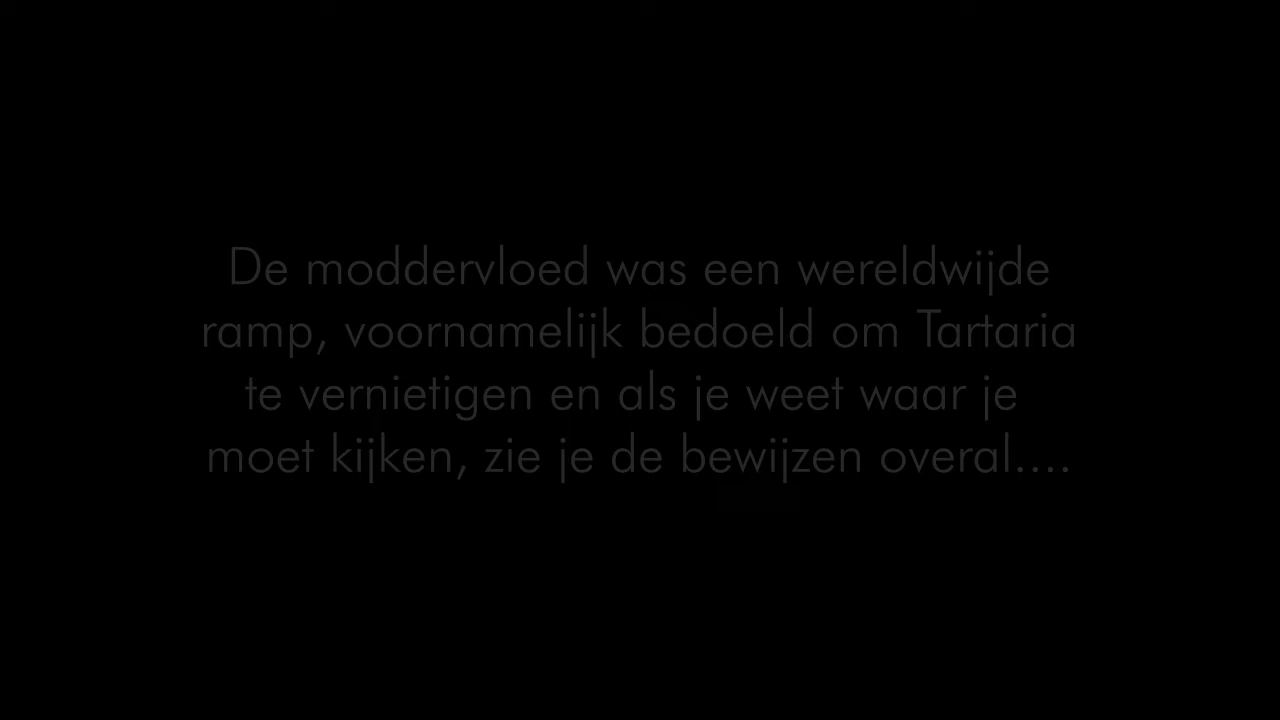 De moddervloed was een wereldwijde
ramp, voornamelijk bedoeld om Tartaria
te vernietigen en als je weet waar je
moet kijken, zie je de bewijzen overal....